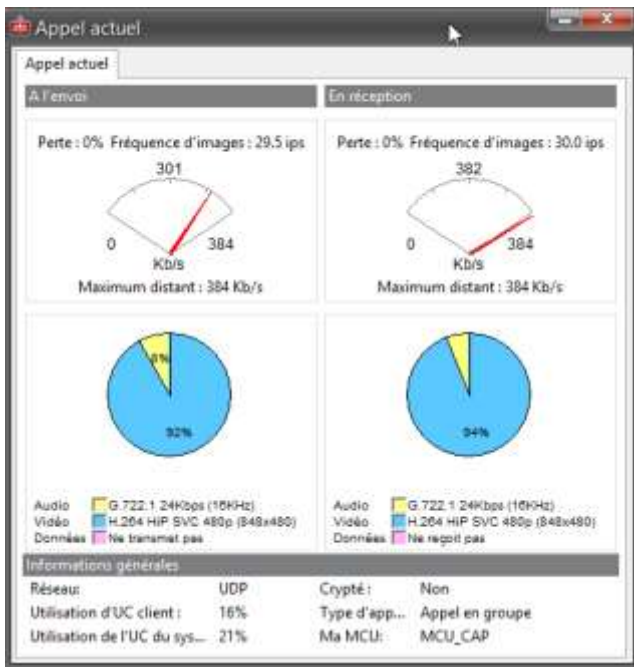 Appel actuel
Appel actuel
A l'envoi
En réception
Perte : 0% Fréquence d'images : 29.5 ips
301
0
384
Kb/s
Maximum distant : 384 Kb/s
Perte : 0% Fréquence d'images : 30.0 ips
382
0
384
Kb/s
Maximum distant : 384 Kb/s
8%
92%
94%
Audio G.722.1 24Kbps (16KHz)
Vidéo H.264 HiP SVC 480p (848x480)
Données Ne transmet pas
Audio G.722.1 24Kbps (16KHz)
Vidéo H.264 HiP SVC 480p (848x480)
Données Ne reçoit pas
Informations générales
Réseau: UDP Crypté : Non
Utilisation d'UC client : 16% Type d'app... Appel en groupe
Utilisation de l'UC du sys... 21% Ma MCU: MCU_CAP